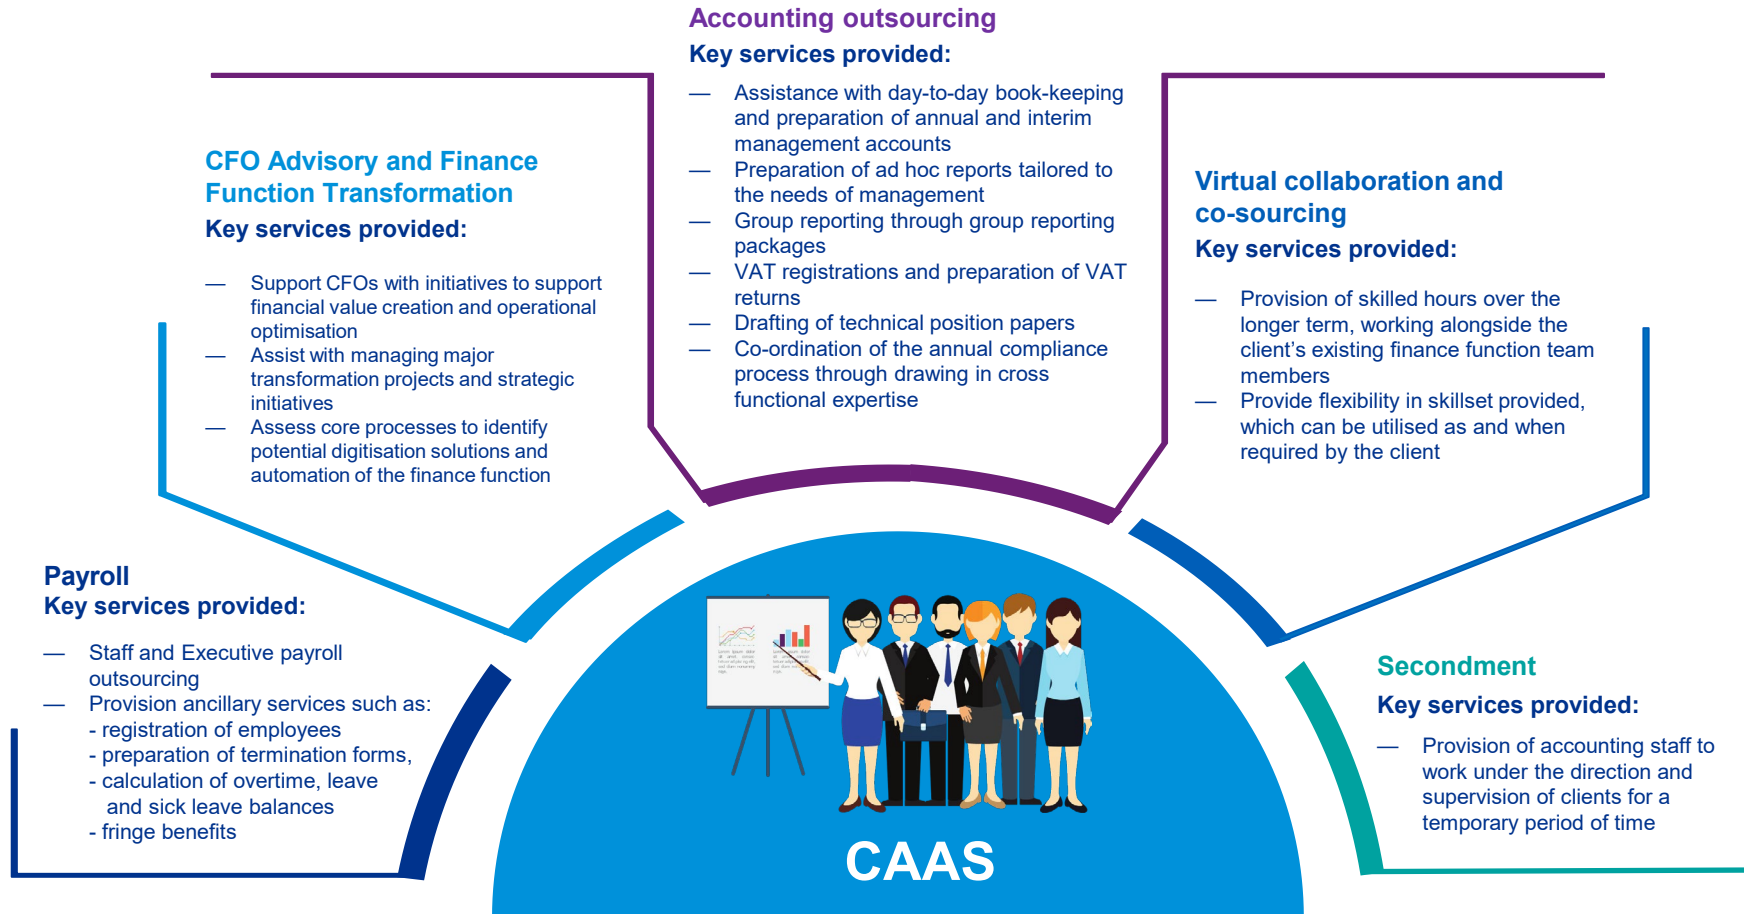 Accounting outsourcing
Key services provided:
— Assistance with day-to-day book-keeping
and preparation of annual and interim
management accounts
— Preparation of ad hoc reports tailored to
the needs of management
— Group reporting through group reporting
packages
— VAT registrations and preparation of VAT
returns
— Drafting of technical position papers
— Co-ordination of the annual compliance
process through drawing in cross
functional expertise
CFO Advisory and Finance
Function Transformation
Key services provided:
— Support CFOs with initiatives to support
financial value creation and operational
optimisation
— Assist with managing major
transformation projects and strategic
initiatives
— Assess core processes to identify
potential digitisation solutions and
automation of the finance function
Virtual collaboration and
co-sourcing
Key services provided:
— Provision of skilled hours over the
longer term, working alongside the
client's existing finance function team
members
— Provide flexibility in skillset provided,
which can be utilised as and when
required by the client
Payroll
Key services provided:
— Staff and Executive payroll
outsourcing
— Provision ancillary services such as:
- registration of employees
- preparation of termination forms,
- calculation of overtime, leave
and sick leave balances
- fringe benefits
Secondment
Key services provided:
— Provision of accounting staff to
work under the direction and
supervision of clients for a
temporary period of time
CAAS